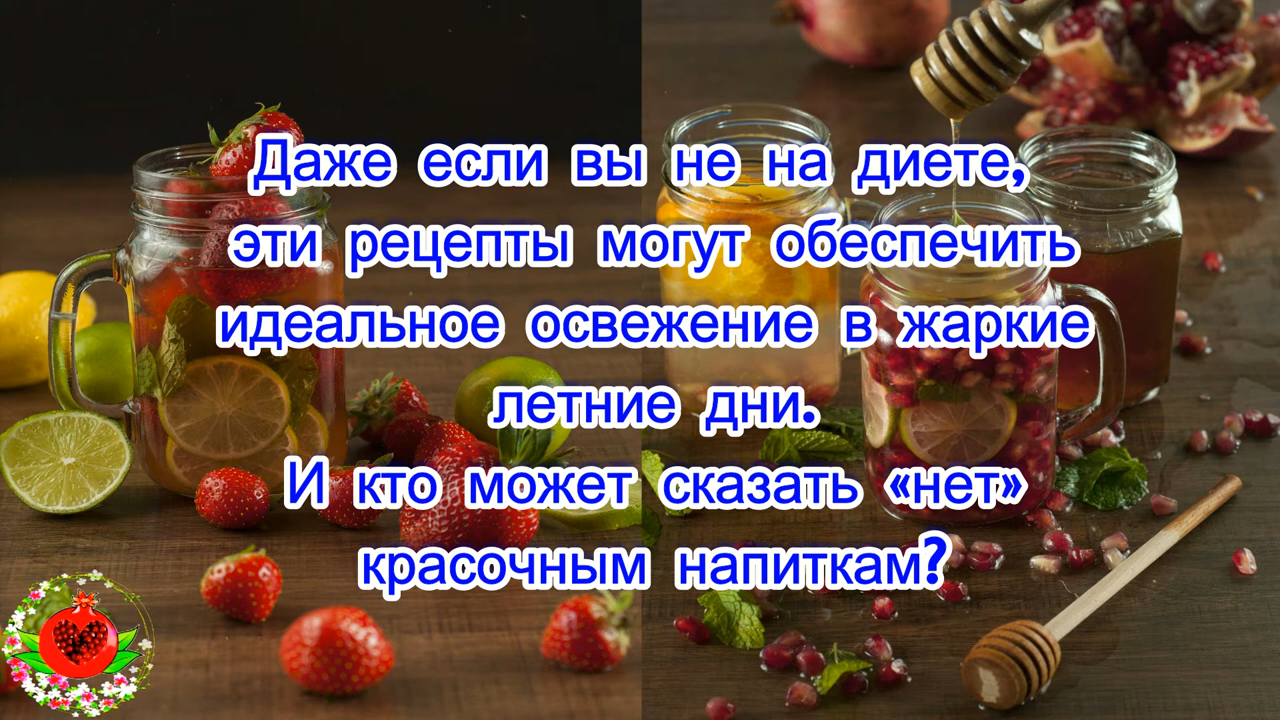 Даже если вы не на диете,
эти рецепты могут обеспечить
идеальное освежение в жаркие
летние дни.
И кто может сказать «нет»
красочным напиткам?